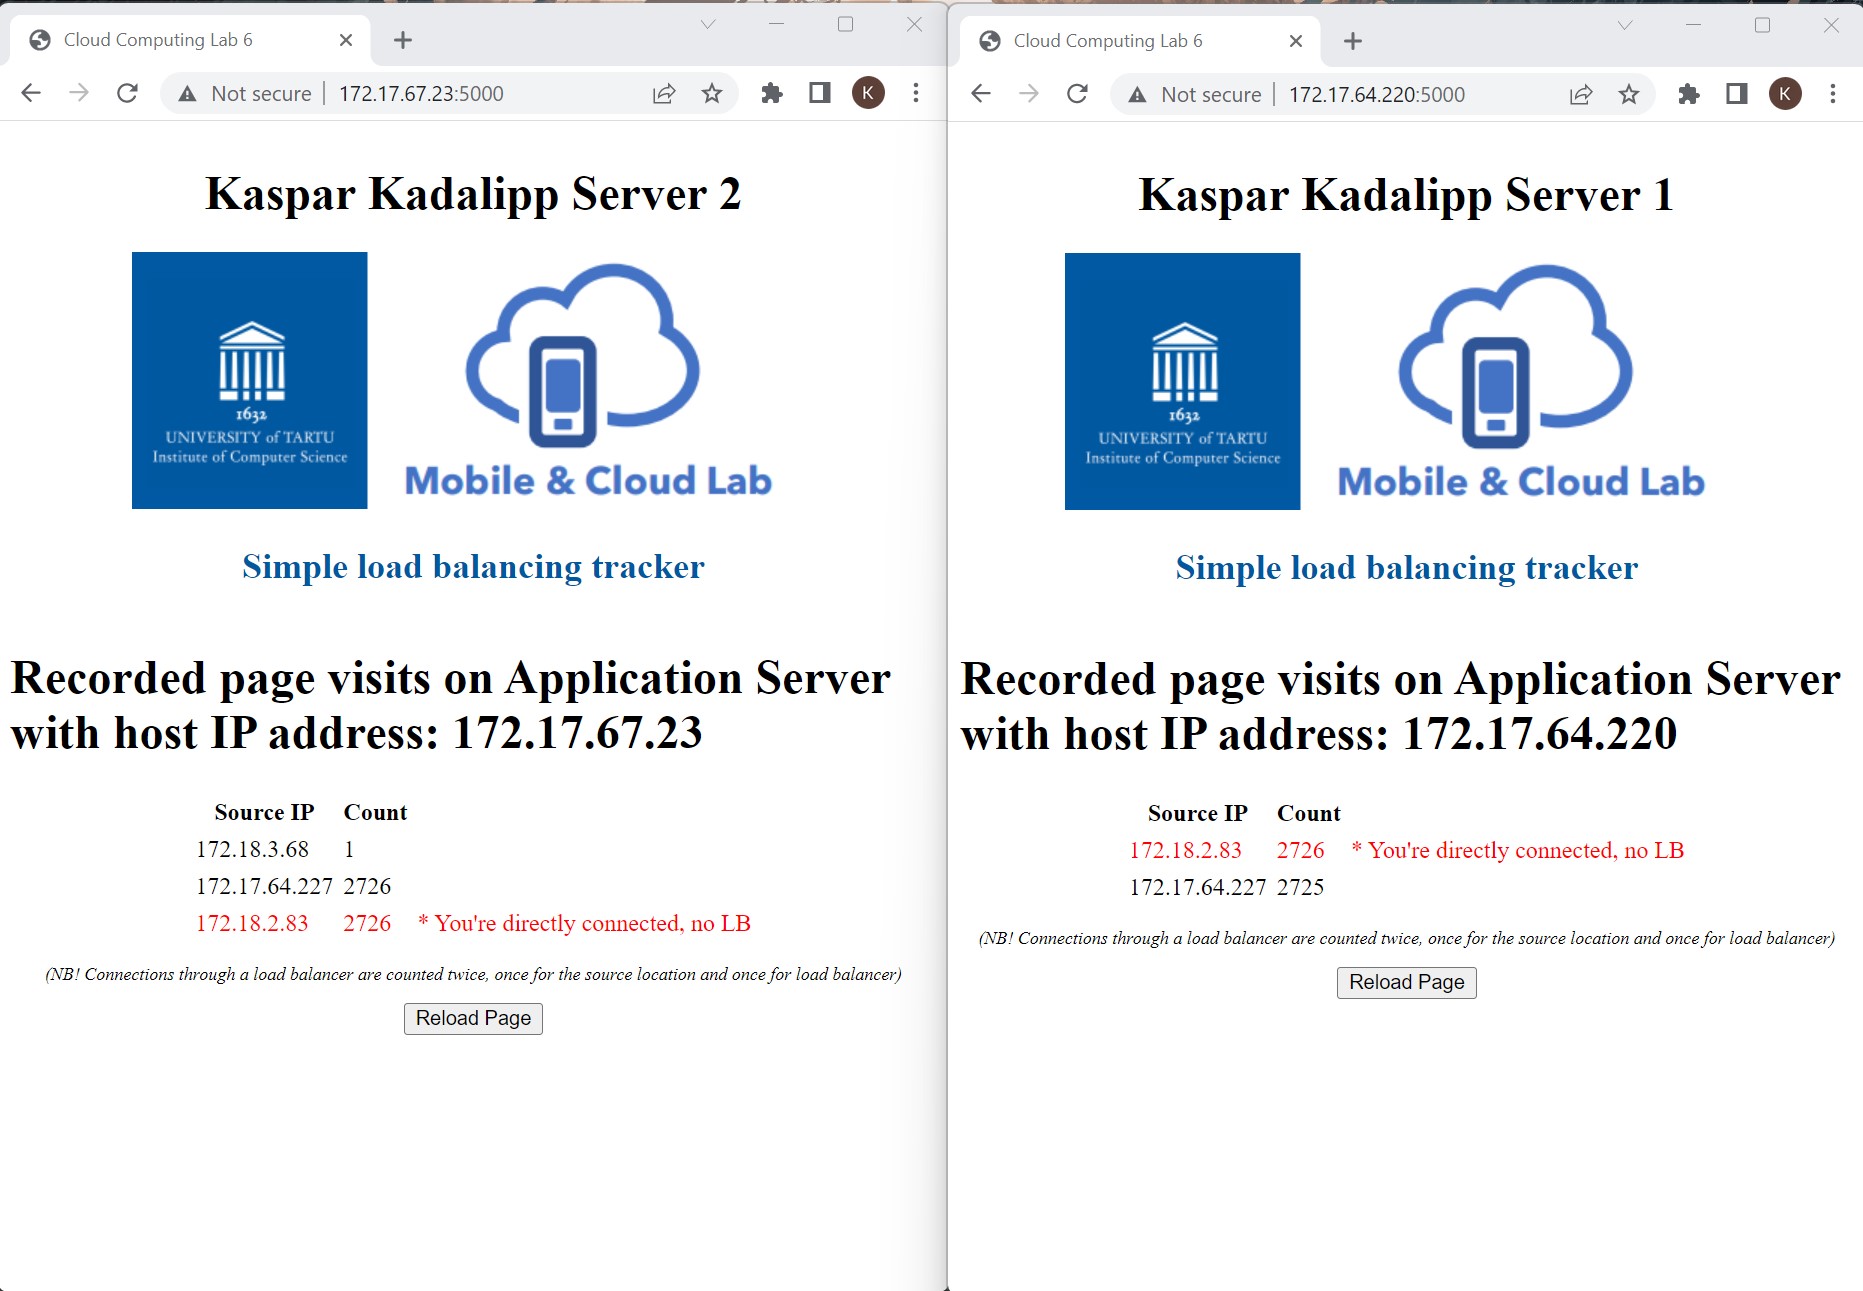 Cloud Computing Lab 6
Not secure
172.17.67.23:5000
K
Kaspar Kadalipp Server 2
1632
UNIVERSITY of TARTU
Institute of Computer Science
Mobile & Cloud Lab
Simple load balancing tracker
Recorded page visits on Application Server
with host IP address: 172.17.67.23
Source IP Count
172.18.3.68 1
172.17.64.227 2726
172.18.2.83 2726 * You're directly connected, no LB
(NB! Connections through a load balancer are counted twice, once for the source location and once for load balancer)
Reload Page
Cloud Computing Lab 6
Not secure
172.17.64.220:5000
K
Kaspar Kadalipp Server 1
1632
UNIVERSITY of TARTU
Institute of Computer Science
Mobile & Cloud Lab
Simple load balancing tracker
Recorded page visits on Application Server
with host IP address: 172.17.64.220
Source IP Count
172.18.2.83 2726 * You're directly connected, no LB
172.17.64.227 2725
(NB! Connections through a load balancer are counted twice, once for the source location and once for load balancer)
Reload Page